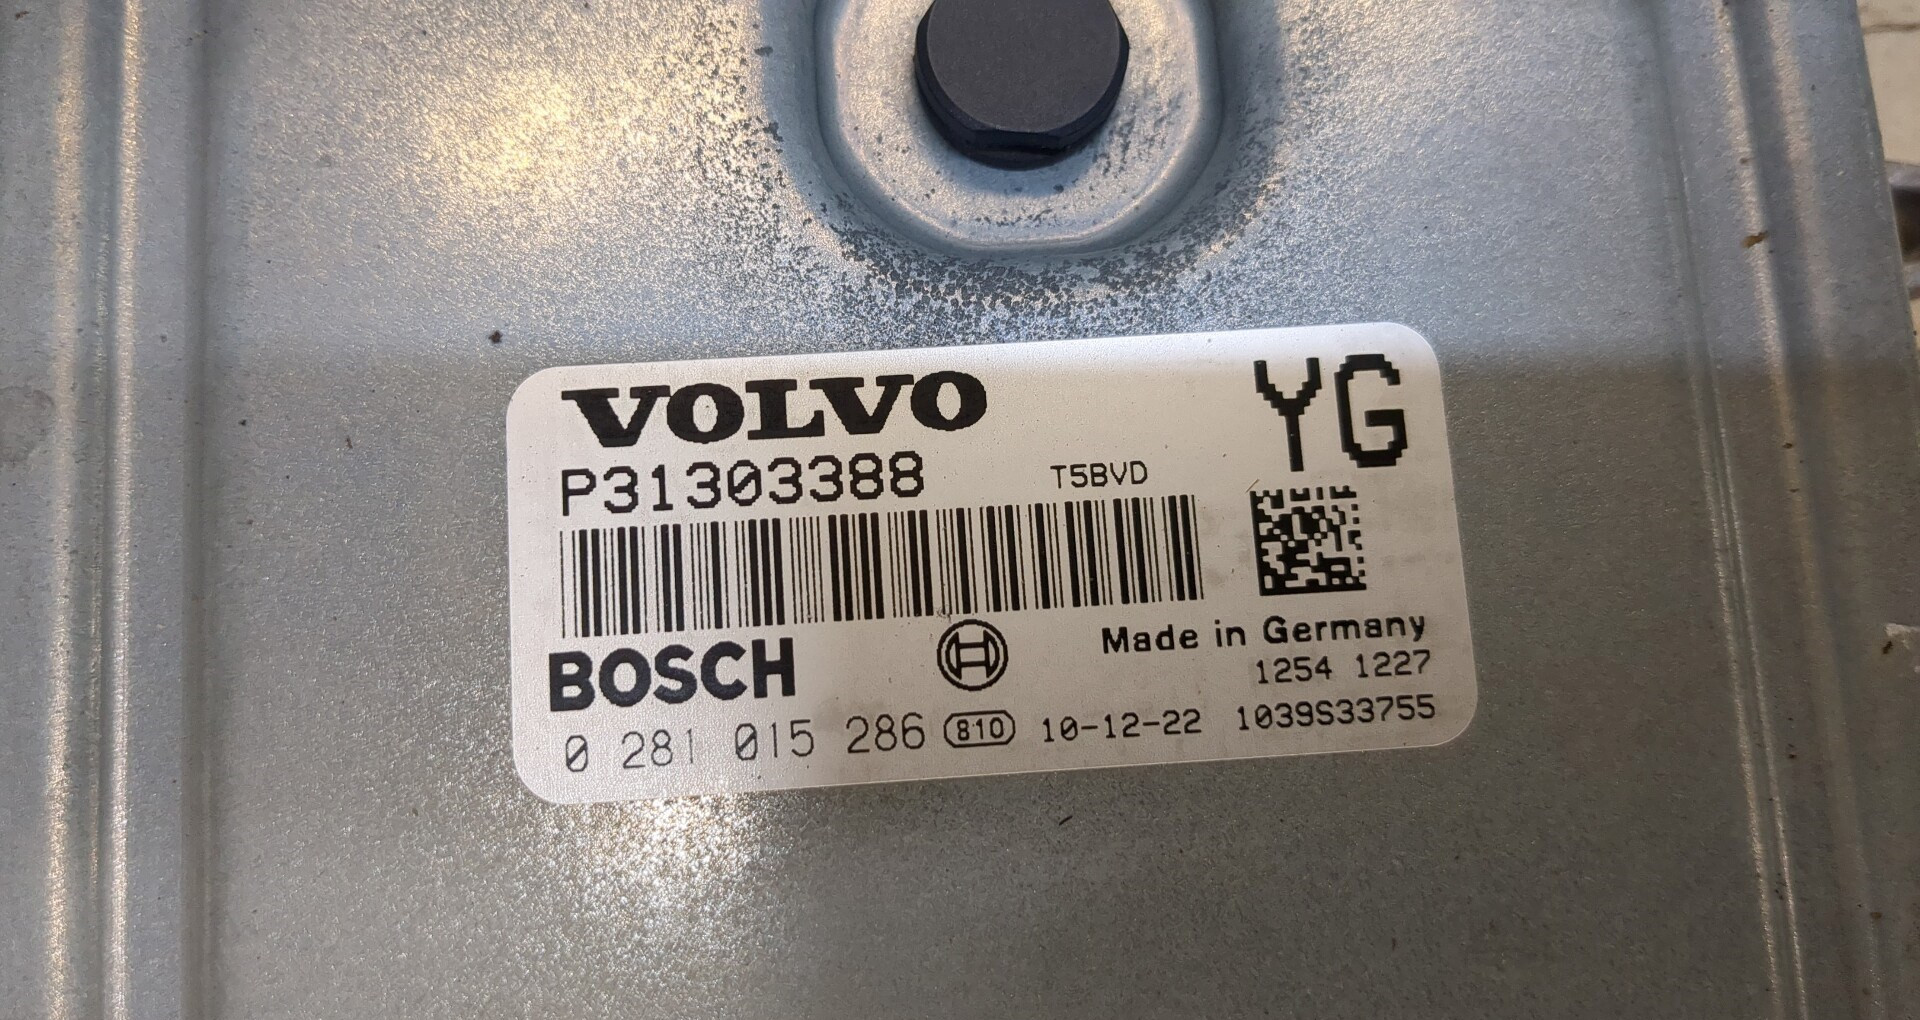 VOLVO YG
P31303388 T5BVD
BOSCH Made in Germany
1254 1227
0 281 015 286 810 10-12-22 1039S33755